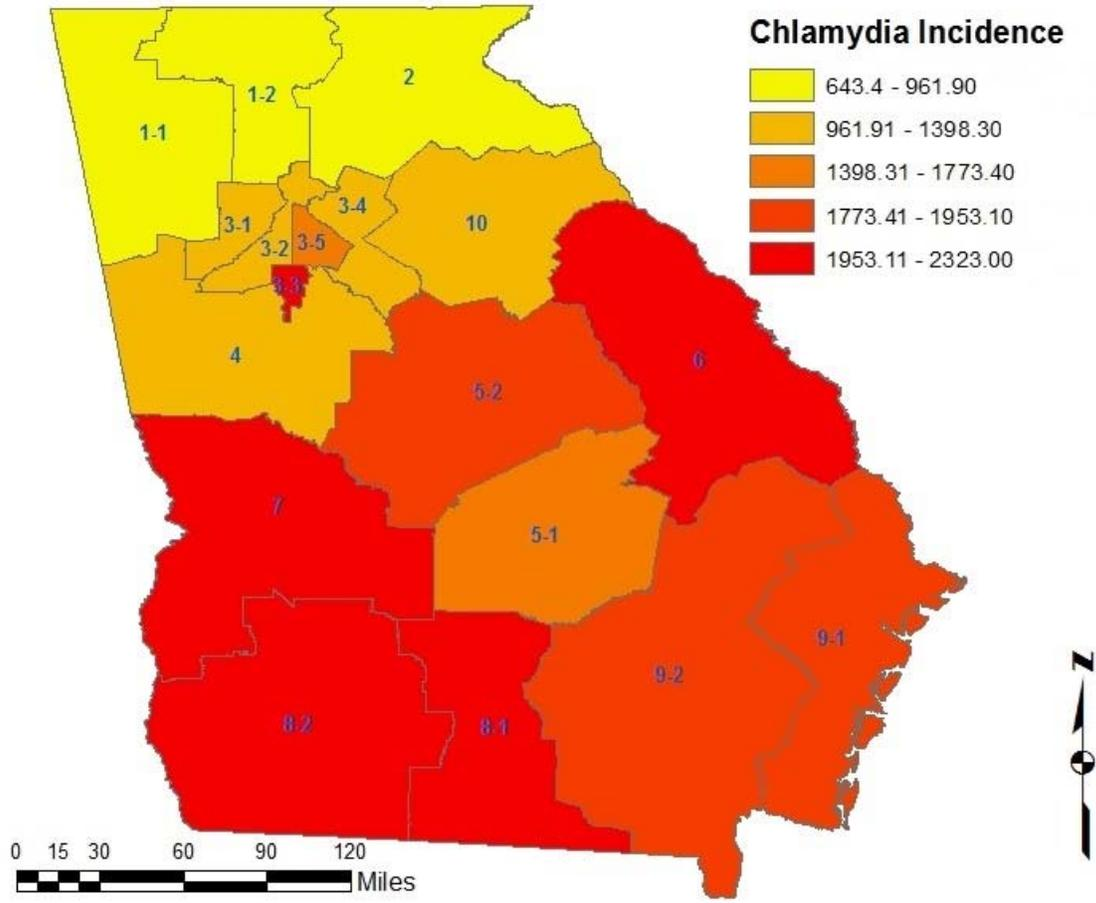 Chlamydia Incidence
643.4 - 961.90
961.91 - 1398.30
1398.31 - 1773.40
1773.41 - 1953.10
1953.11 - 2323.00
2
1-2
1-1
3-4
3-1
10
3-2
3-5
3-3
4
6
5-2
7
5-1
9-1
9-2
8-2
8-1
N
0 15 30 60 90 120
Miles